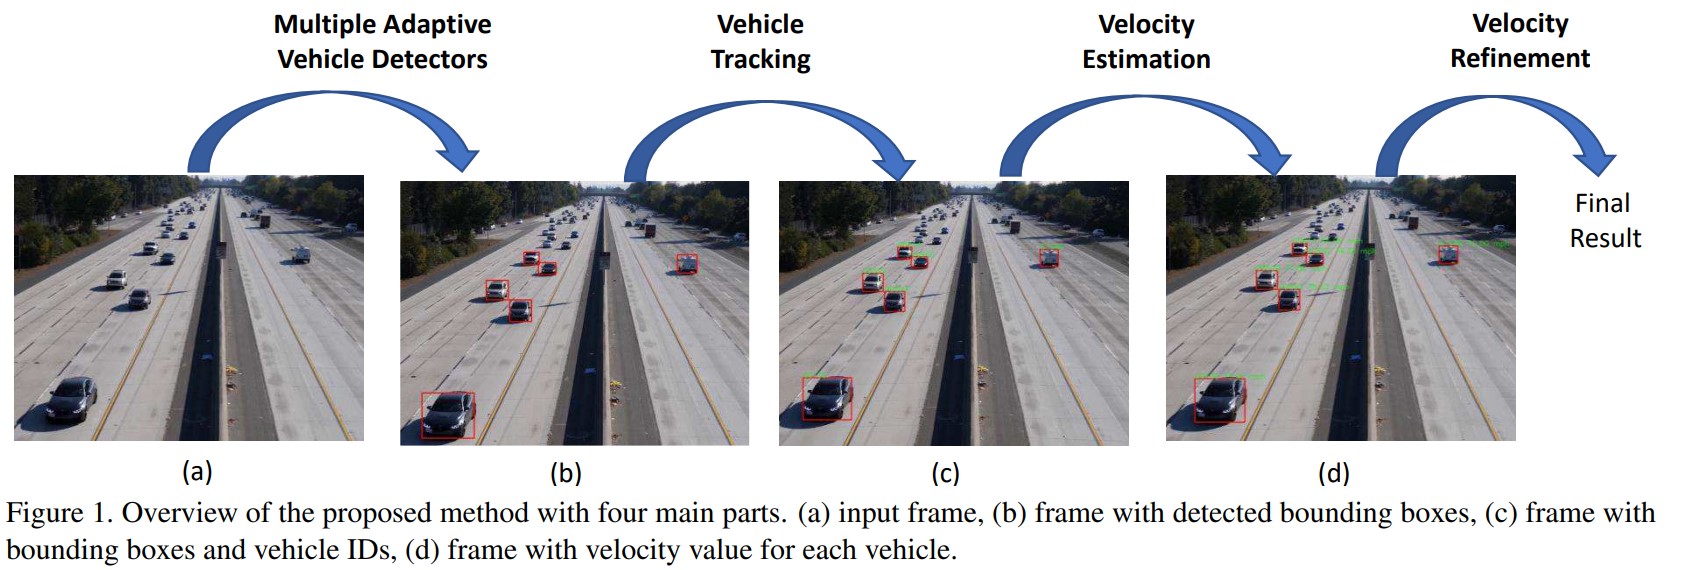 Multiple Adaptive
Vehicle Detectors
Vehicle
Tracking
Velocity
Estimation
Velocity
Refinement
Final
Result
(a)
(b)
(c)
(d)
Figure 1. Overview of the proposed method with four main parts. (a) input frame, (b) frame with detected bounding boxes, (c) frame with
bounding boxes and vehicle IDs, (d) frame with velocity value for each vehicle.